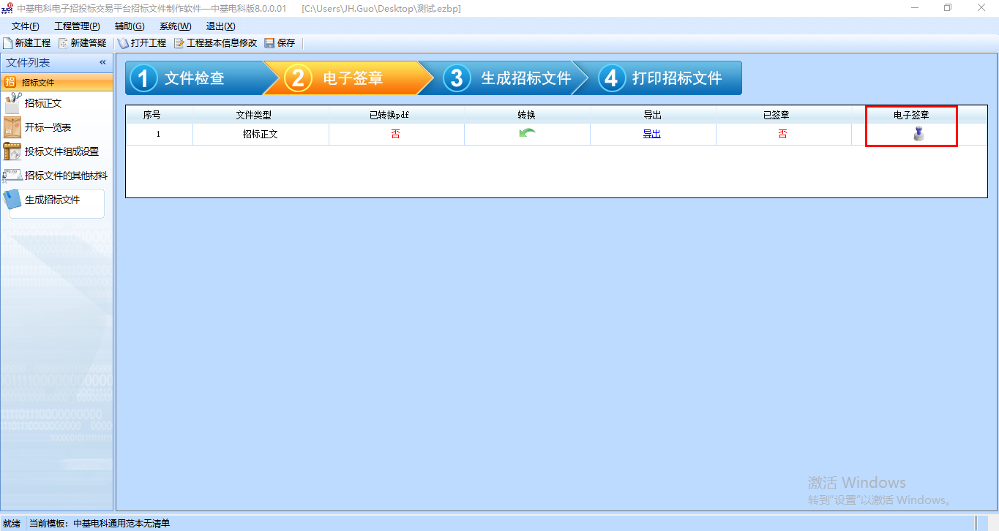 中基电科电子招投标交易平台招标文件制作软件—中基电科版8.0.0.01 [C:\Users\JH.Guo\Desktop\测试.ezbp]
文件(F) 工程管理(P) 辅助(G) 系统(W) 退出(X)
新建工程 新建答疑 打开工程 工程基本信息修改 保存
文件列表 «
招 招标文件
招标正文
开标一览表
投标文件组成设置
招标文件的其他材料
生成招标文件
1 文件检查 2 电子签章 3 生成招标文件 4 打印招标文件
序号 文件类型 已转换pdf 转换 导出 已签章 电子签章
1 招标正文 否 导出 否
激活 Windows
转到"设置"以激活 Windows。
就绪 当前模板：中基电科通用范本无清单